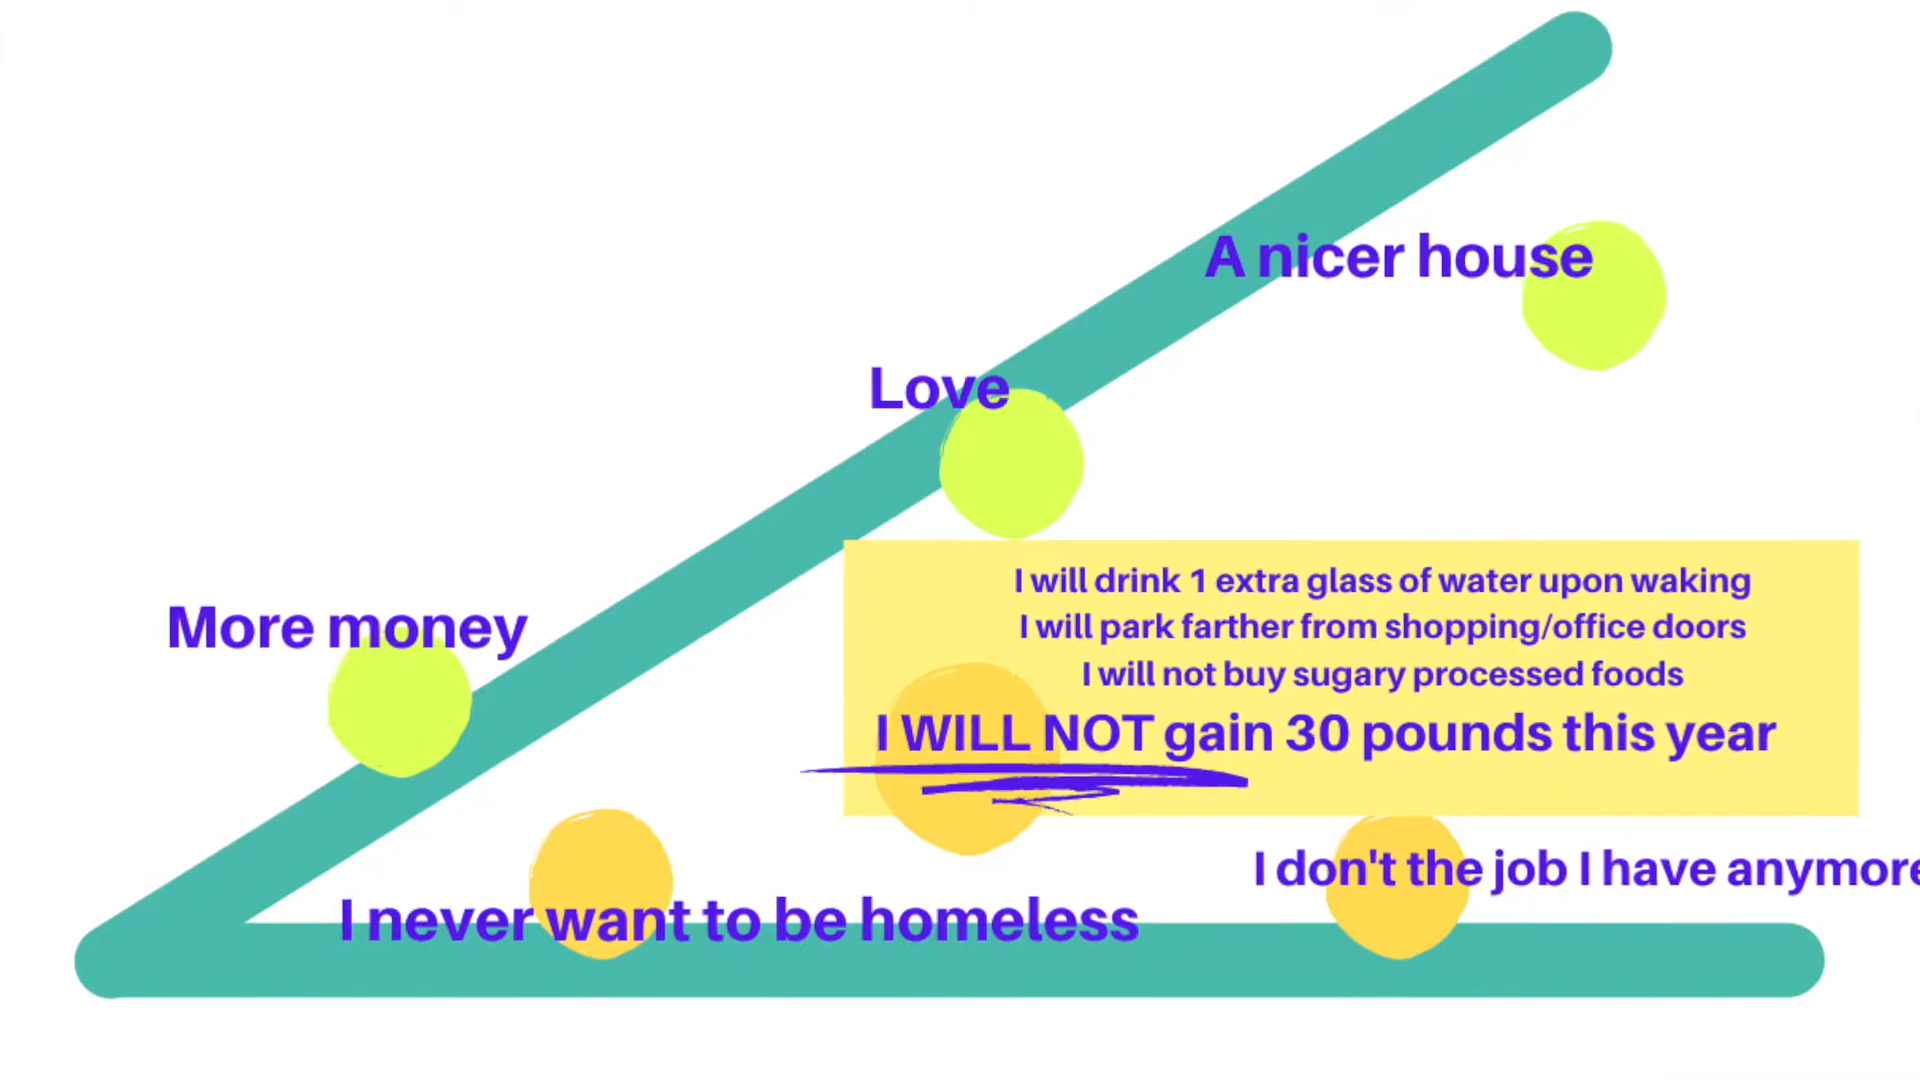 A nicer house
Love
More money
I will drink 1 extra glass of water upon waking
I will park farther from shopping/office doors
I will not buy sugary processed foods
I WILL NOT gain 30 pounds this year
I don't the job I have anymore
I never want to be homeless